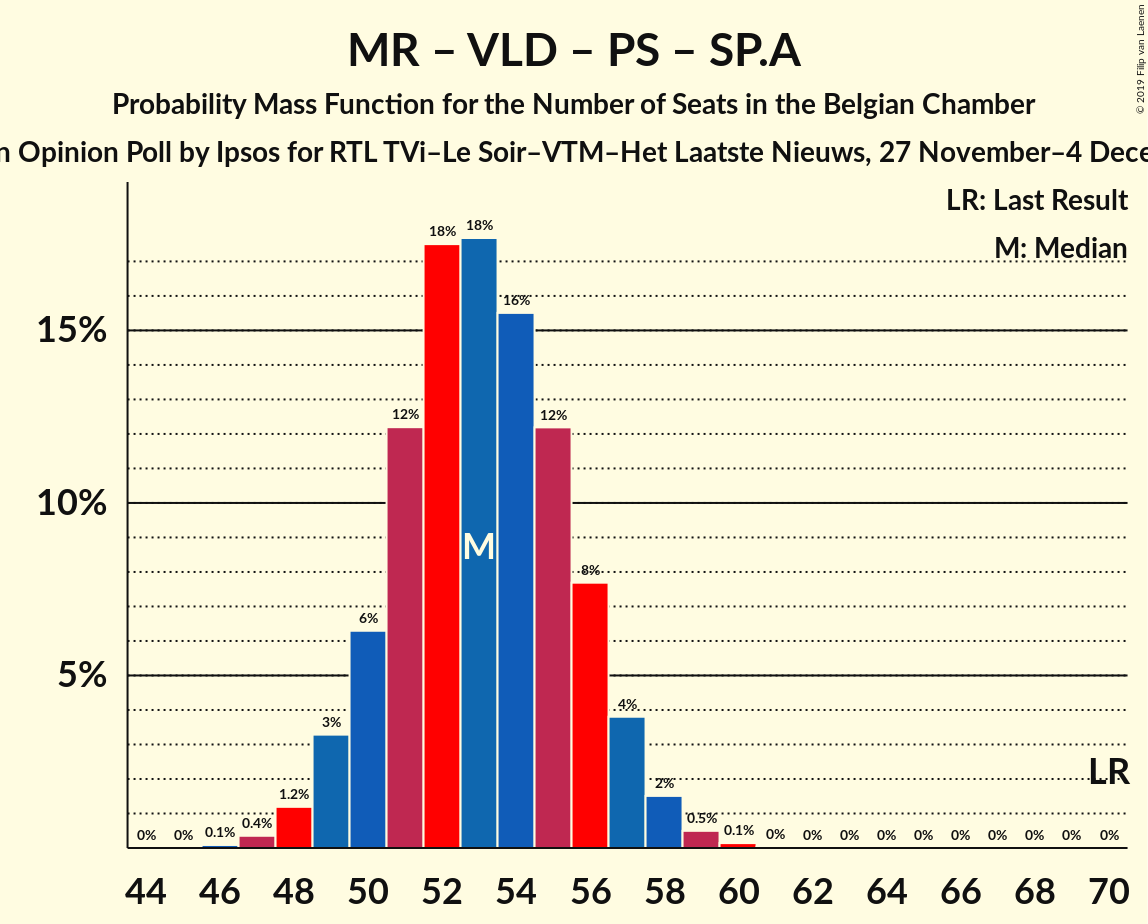 © 2019 Filip van Laenen
MR – VLD – PS – SP.A
Probability Mass Function for the Number of Seats in the Belgian Chamber
n Opinion Poll by Ipsos for RTL TVi–Le Soir–VTM–Het Laatste Nieuws, 27 November–4 Dece
LR: Last Result
M: Median
15%
10%
5%
0% 0% 0.1% 0.4% 1.2% 3% 6% 12% 18% 18% 16% 12% 8% 4% 2% 0.5% 0.1% 0% 0% 0% 0% 0% 0% 0% 0% 0% 0%
M
LR
44 46 48 50 52 54 56 58 60 62 64 66 68 70